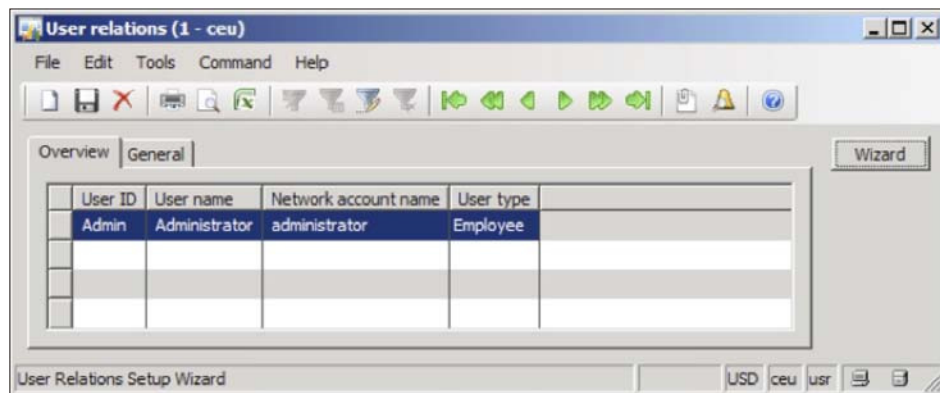 User relations (1 - ceu)
File Edit Tools Command Help
Overview General Wizard
User ID User name Network account name User type
Admin Administrator administrator Employee
User Relations Setup Wizard USD ceu usr